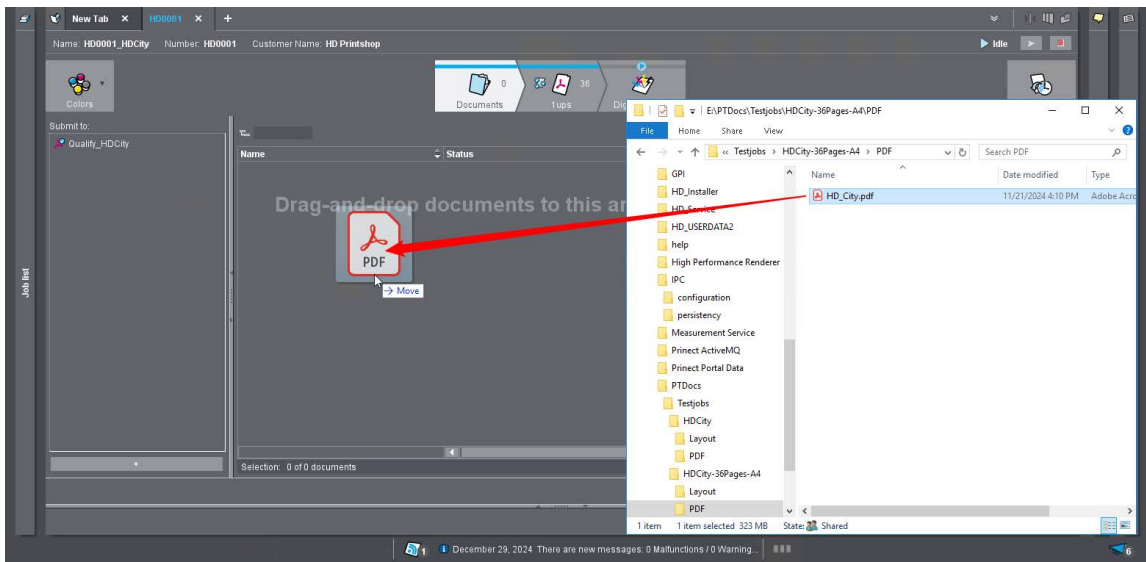 New Tab
HD0001
Name: HD0001_HDCity Number: HD0001 Customer Name: HD Printshop
Idle
Colors
0
Documents
36
1ups
Submit to:
Qualify_HDCity
Name
Status
Drag-and-drop documents to this
PDF
Move
Job list
Selection: 0 of 0 documents
E:\PTDocs\Testjobs\HDCity-36Pages-A4\PDF
File Home Share View
« Testjobs > HDCity-36Pages-A4 > PDF
Search PDF
GPI
HD_Installer
HD_Service
HD_USERDATA2
help
High Performance Renderer
IPC
configuration
persistency
Measurement Service
Prinect ActiveMQ
Prinect Portal Data
PTDocs
Testjobs
HDCity
Layout
PDF
HDCity-36Pages-A4
Layout
PDF
Name Date modified Type
HD_City.pdf 11/21/2024 4:10 PM Adobe Acro
1 item 1 item selected 323 MB State: Shared
1 December 29, 2024 There are new messages: 0 Malfunctions / 0 Warning...
6